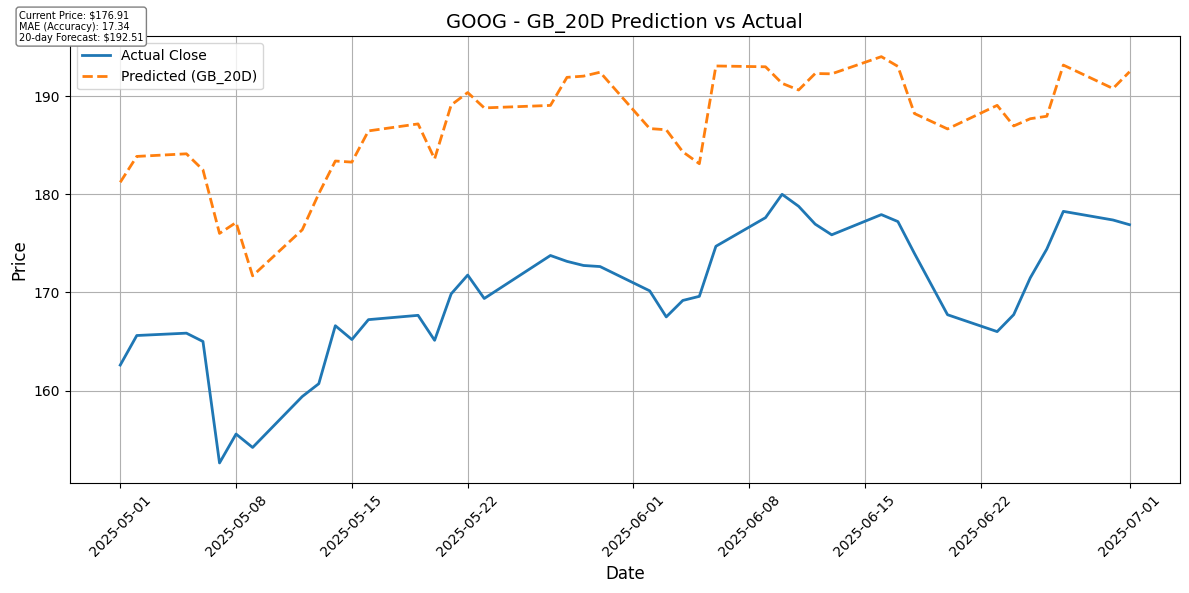 Current Price: $176.91
MAE (Accuracy): 17.34
20-day Forecast: $192.51
GOOG - GB_20D Prediction vs Actual
Actual Close
Predicted (GB_20D)
Price
190
180
170
160
2025-05-01
2025-05-08
2025-05-15
2025-05-22
2025-06-01
2025-06-08
2025-06-15
2025-06-22
2025-07-01
Date